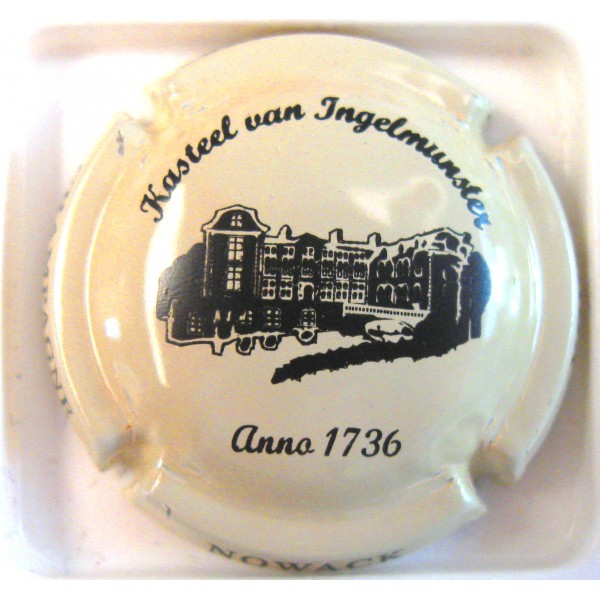 Kasteel van Ingelmunster
Anno 1736
NOWACK